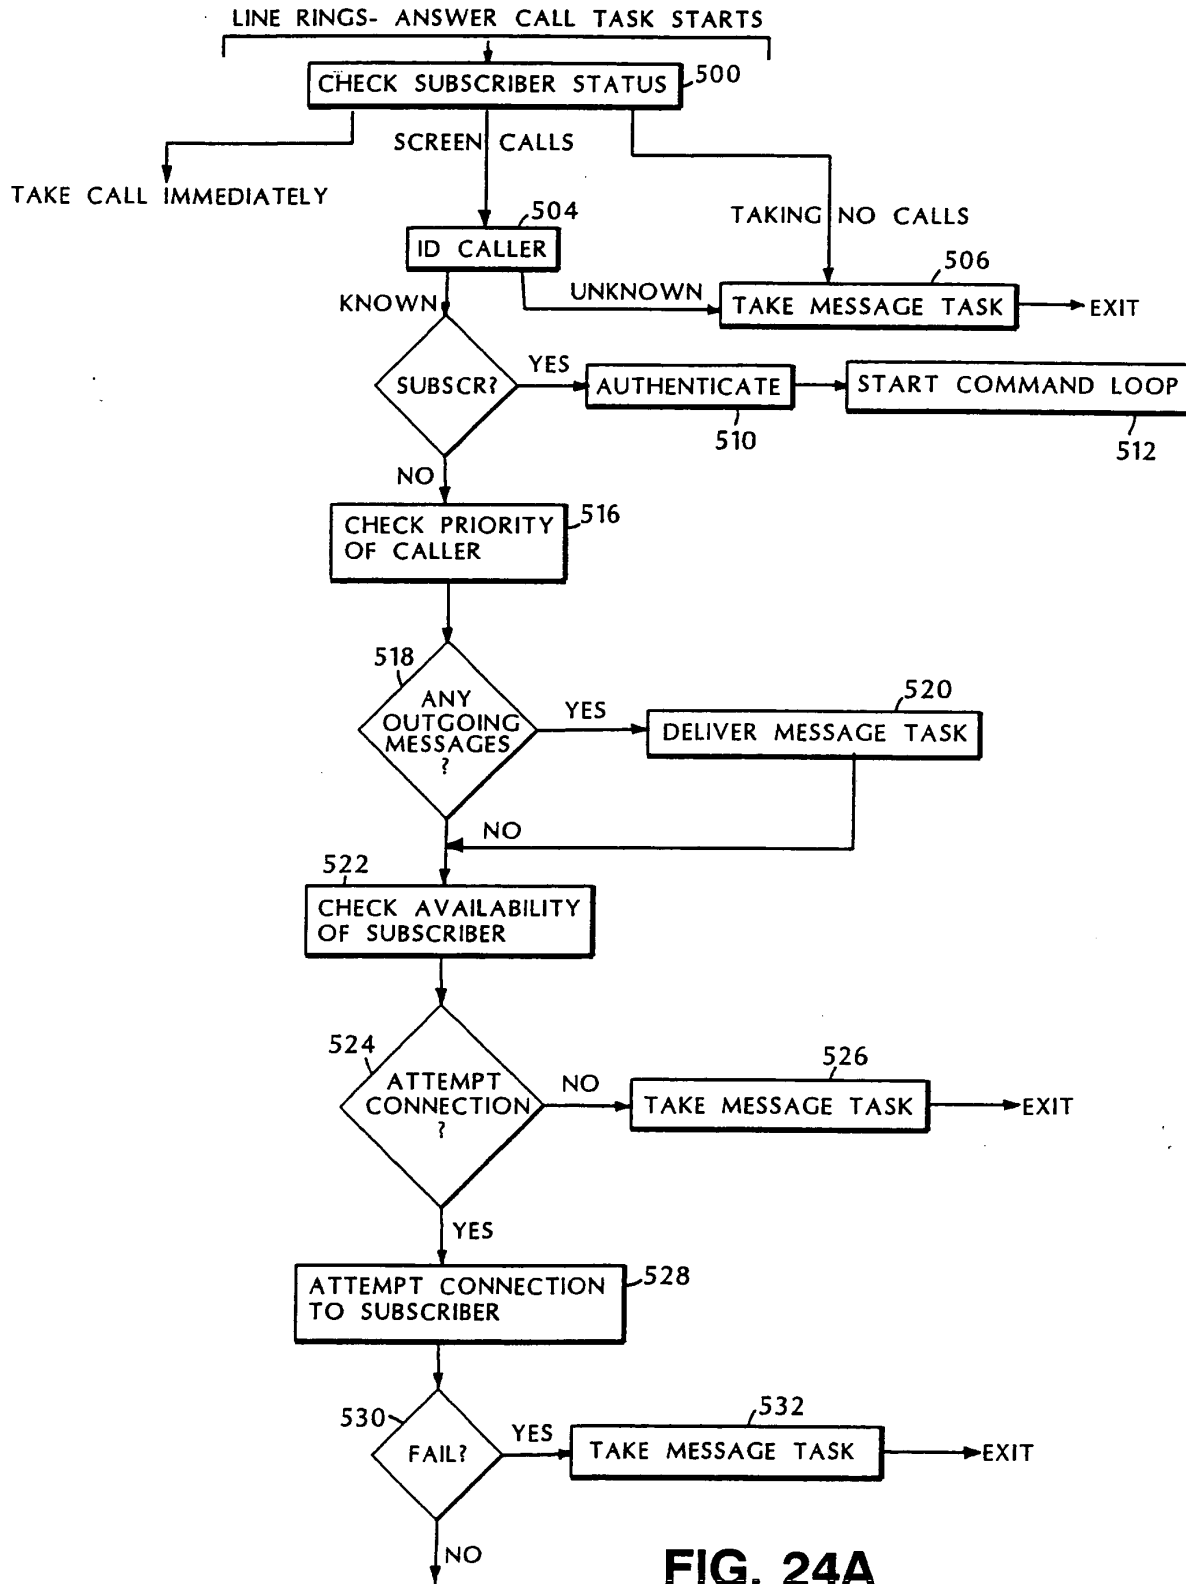 LINE RINGS- ANSWER CALL TASK STARTS
CHECK SUBSCRIBER STATUS
500
SCREEN CALLS
TAKE CALL IMMEDIATELY
TAKING NO CALLS
504
ID CALLER
506
KNOWN
UNKNOWN
TAKE MESSAGE TASK
EXIT
SUBSCR?
YES
AUTHENTICATE
START COMMAND LOOP
510
512
NO
CHECK PRIORITY
OF CALLER
516
518
ANY
OUTGOING
MESSAGES
?
YES
520
DELIVER MESSAGE TASK
NO
522
CHECK AVAILABILITY
OF SUBSCRIBER
524
ATTEMPT
CONNECTION
?
NO
526
TAKE MESSAGE TASK
EXIT
YES
ATTEMPT CONNECTION
TO SUBSCRIBER
528
530
FAIL?
YES
532
TAKE MESSAGE TASK
EXIT
NO
FIG. 24A